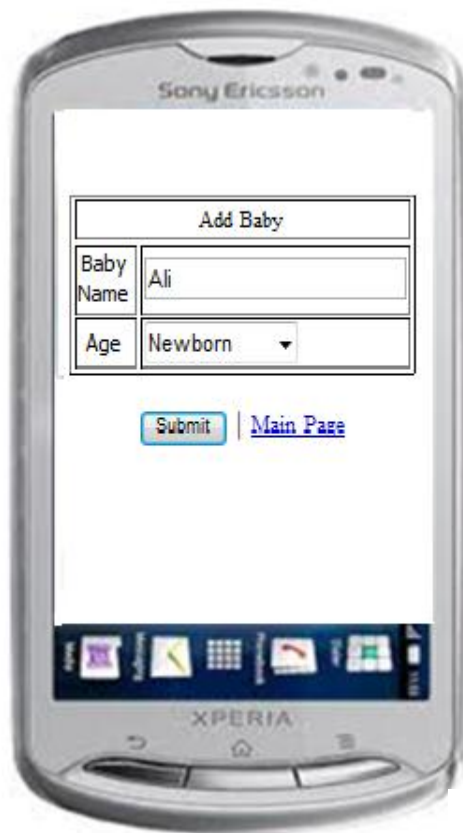 Sony Ericsson
Add Baby
Baby
Name
Ali
Age
Newborn
Submit | Main Page
XPERIA